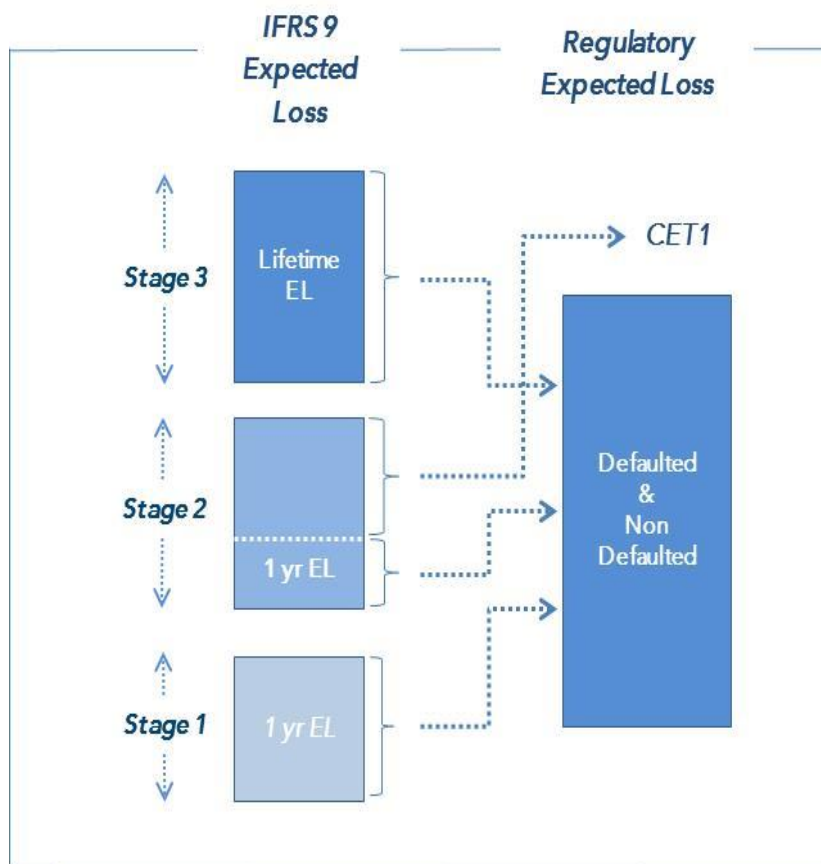 IFRS 9
Expected
Loss
Regulatory
Expected Loss
Stage 3
Lifetime
EL
CET1
Stage 2
1 yr EL
Defaulted
&
Non
Defaulted
Stage 1
1 yr EL